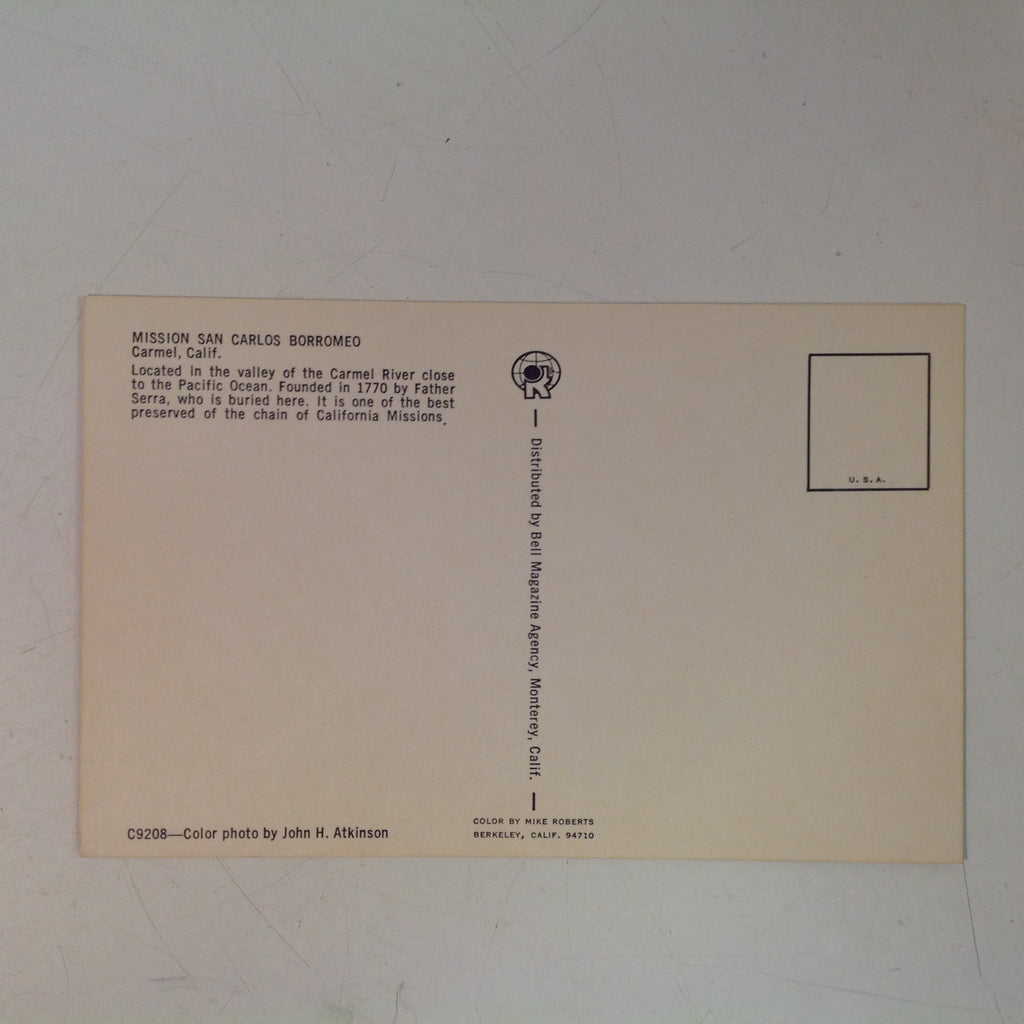 MISSION SAN CARLOS BORROMEO
Carmel, Calif.
Located in the valley of the Carmel River close
to the Pacific Ocean. Founded in 1770 by Father
Serra, who is buried here. It is one of the best
preserved of the chain of California Missions.
C9208—Color photo by John H. Atkinson
— Distributed by Bell Magazine Agency, Monterey, Calif. —
COLOR BY MIKE ROBERTS
BERKELEY, CALIF. 94710
U.S.A.